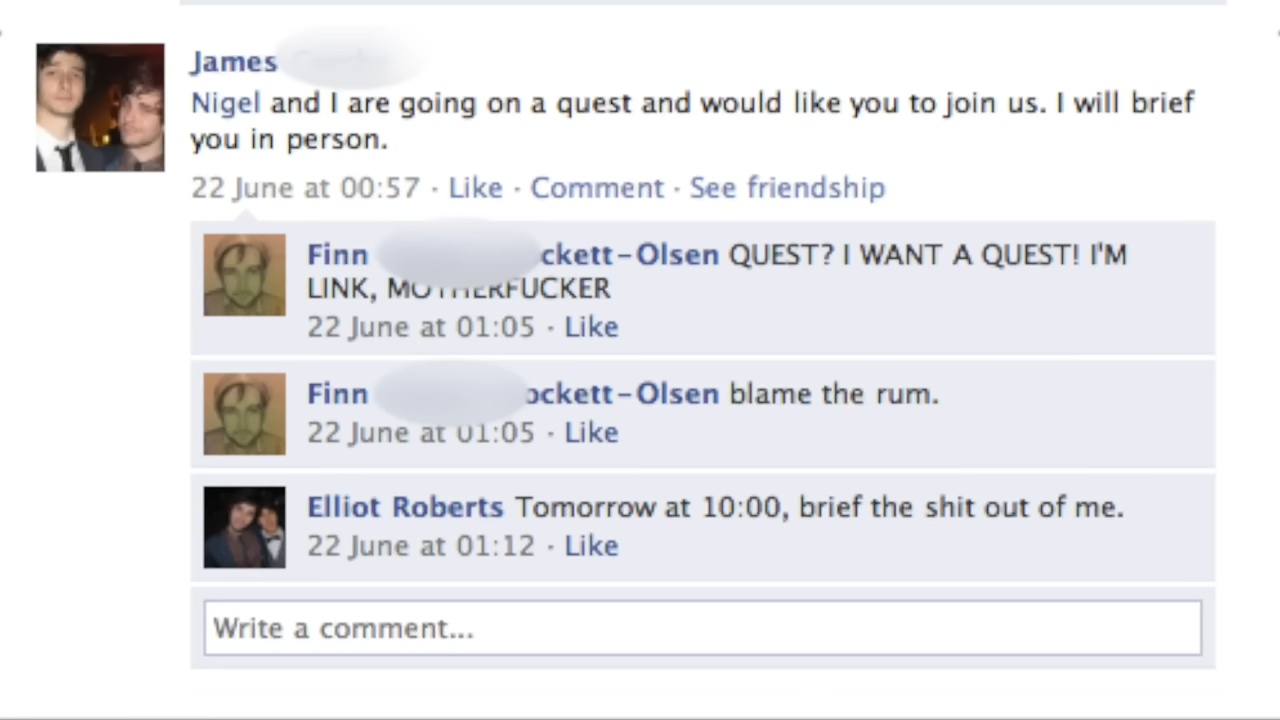 James
Nigel and I are going on a quest and would like you to join us. I will brief
you in person.
22 June at 00:57 · Like · Comment · See friendship
Finn ckett-Olsen QUEST? I WANT A QUEST! I'M
LINK, MOTHERFUCKER
22 June at 01:05 · Like
Finn ockett-Olsen blame the rum.
22 June at 01:05 · Like
Elliot Roberts Tomorrow at 10:00, brief the shit out of me.
22 June at 01:12 · Like
Write a comment...